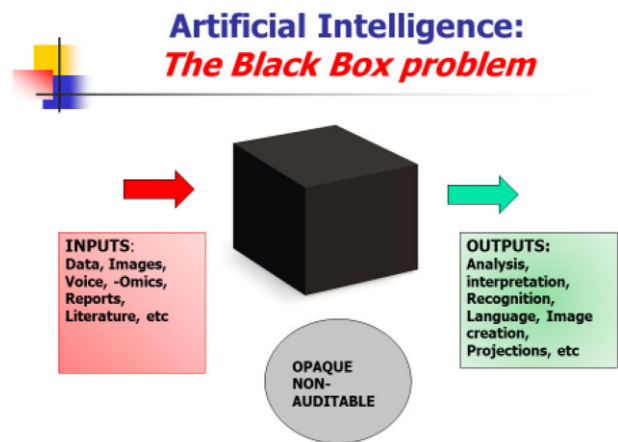 Artificial Intelligence:
The Black Box problem
INPUTS:
Data, Images,
Voice, -Omics,
Reports,
Literature, etc
OUTPUTS:
Analysis,
interpretation,
Recognition,
Language, Image
creation,
Projections, etc
OPAQUE
NON-
AUDITABLE